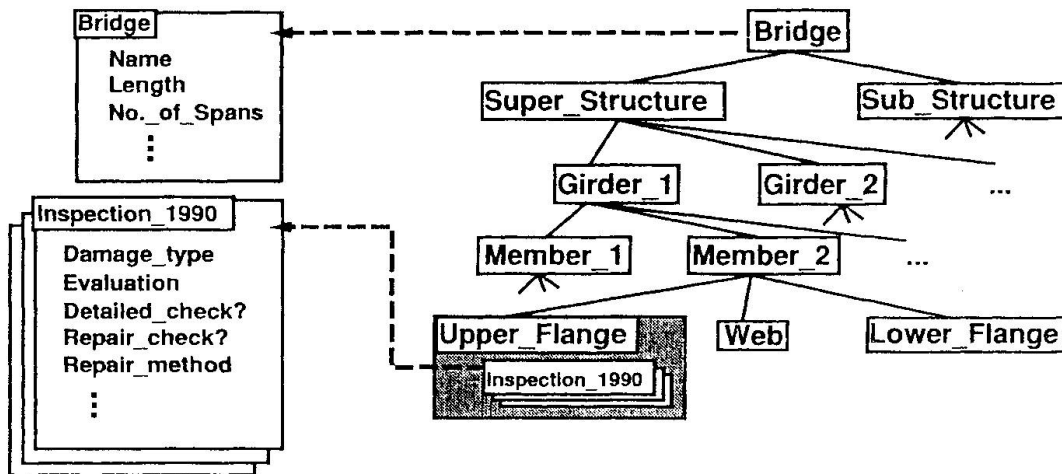 Bridge
Name
Length
No._of_Spans
Inspection_1990
Damage_type
Evaluation
Detailed_check?
Repair_check?
Repair_method
Bridge
Super_Structure
Sub_Structure
Girder_1
Girder_2
...
Member_1
Member_2
...
Upper_Flange
Web
Lower_Flange
Inspection_1990